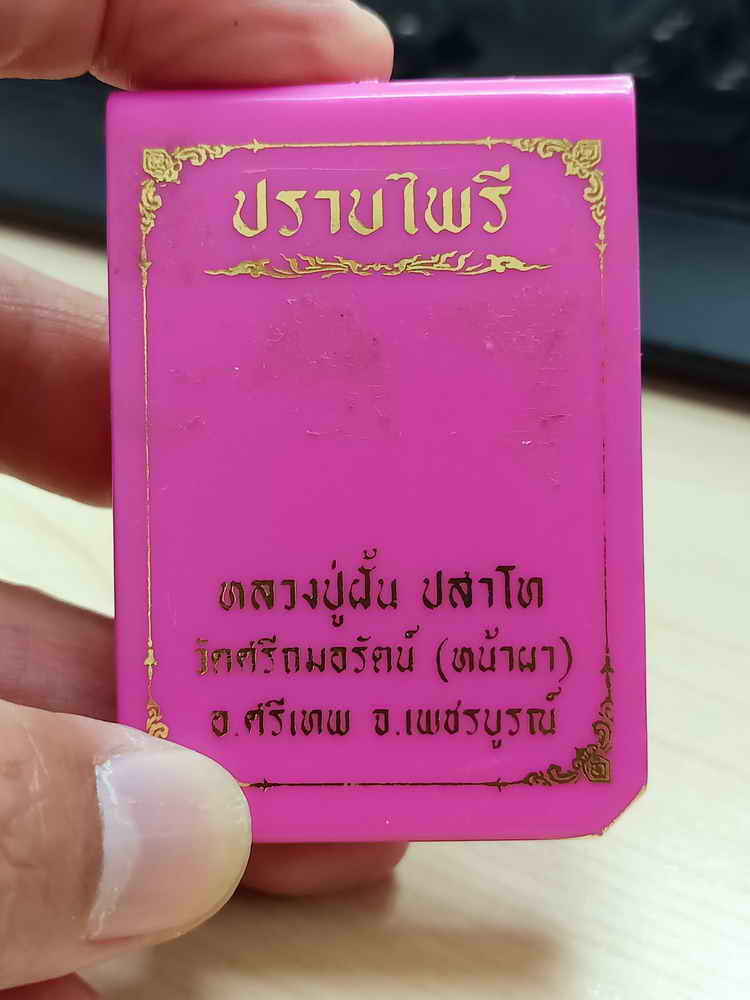 ปราบไพรี
หลวงปู่ฝั้น ปสาโท
วัดศรีถมอรัตน์ (หน้าผา)
อ.ศรีเทพ จ.เพชรบูรณ์